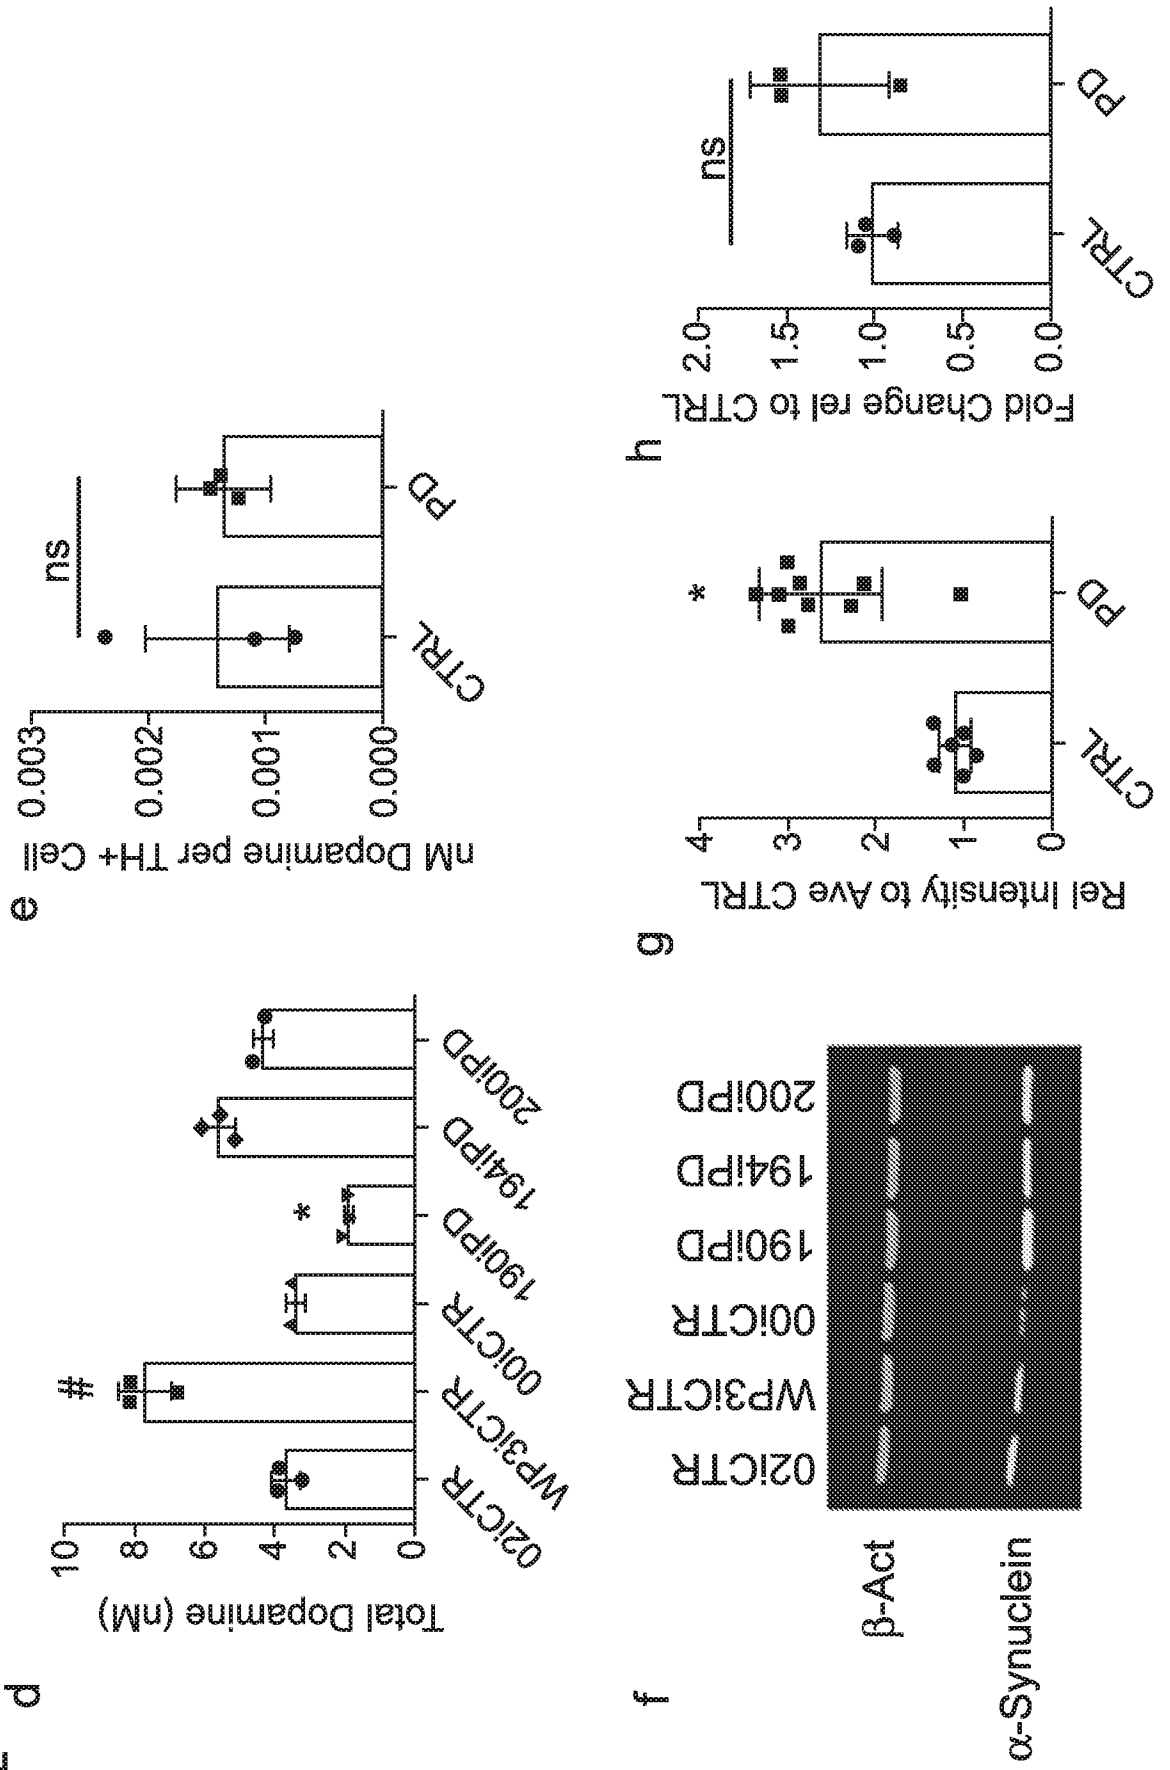 d
Total Dopamine (nM)
10
8
6
4
2
0
#
*
02iCTR
WP3iCTR
00iCTR
190iPD
194iPD
200iPD
e
nM Dopamine per TH+ Cell
0.003
0.002
0.001
0.000
ns
CTRL
PD
f
02iCTR
WP3iCTR
00iCTR
190iPD
194iPD
200iPD
β-Act
α-Synuclein
g
Rel Intensity to Ave CTRL
4
3
2
1
0
*
CTRL
PD
h
Fold Change rel to CTRL
2.0
1.5
1.0
0.5
0.0
ns
CTRL
PD